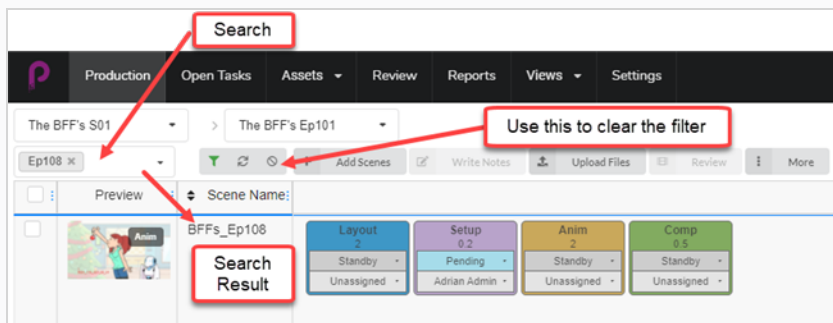 Search
Production Open Tasks Assets Review Reports Views Settings
The BFF's S01 > The BFF's Ep101
Use this to clear the filter
Ep108 × Add Scenes Write Notes Upload Files Review More
Preview Scene Name
Anim
BFFs_Ep108
Search
Result
Layout Setup Anim Comp
2 0.2 2 0.5
Standby Pending Standby Standby
Unassigned Adrian Admin Unassigned Unassigned